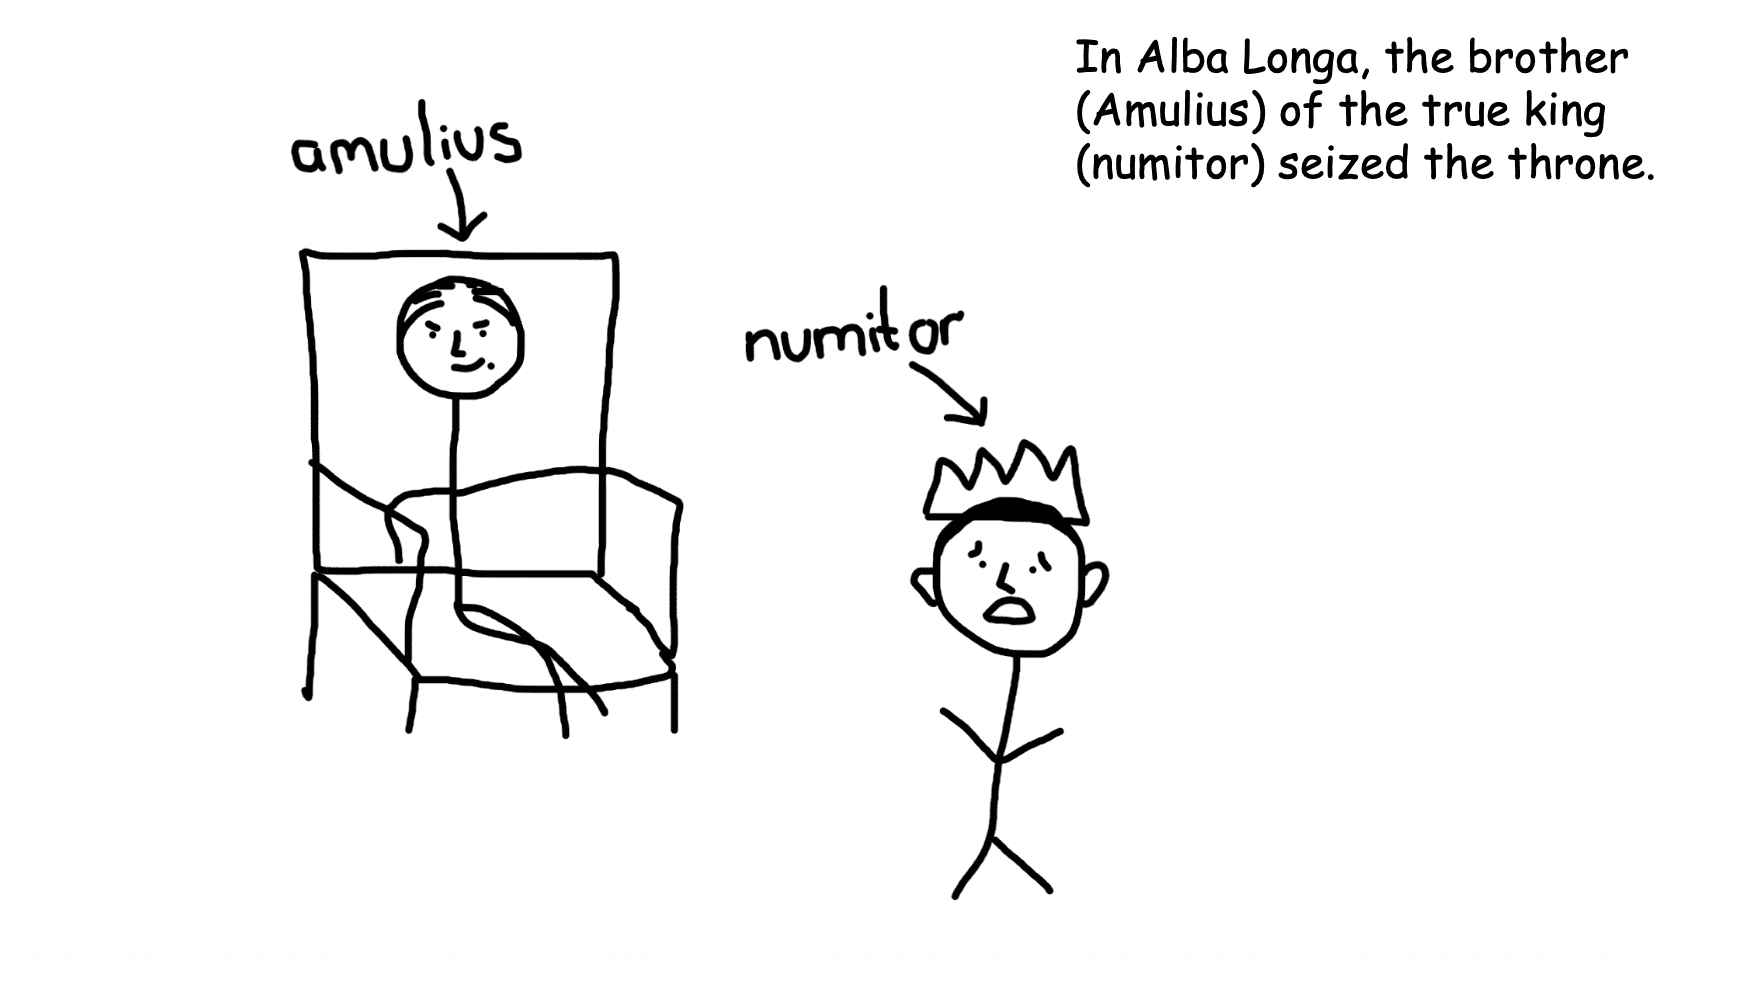 In Alba Longa, the brother
(Amulius) of the true king
(numitor) seized the throne.
amulius
numitor